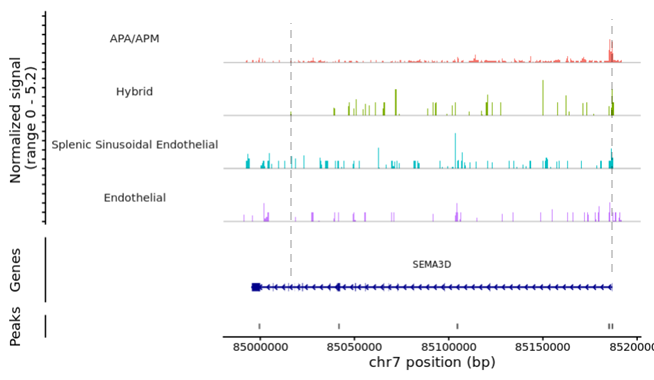 Normalized signal
(range 0 - 5.2)
APA/APM
Hybrid
Splenic Sinusoidal Endothelial
Endothelial
Genes
SEMA3D
Peaks
85000000 85050000 85100000 85150000 8520000
chr7 position (bp)